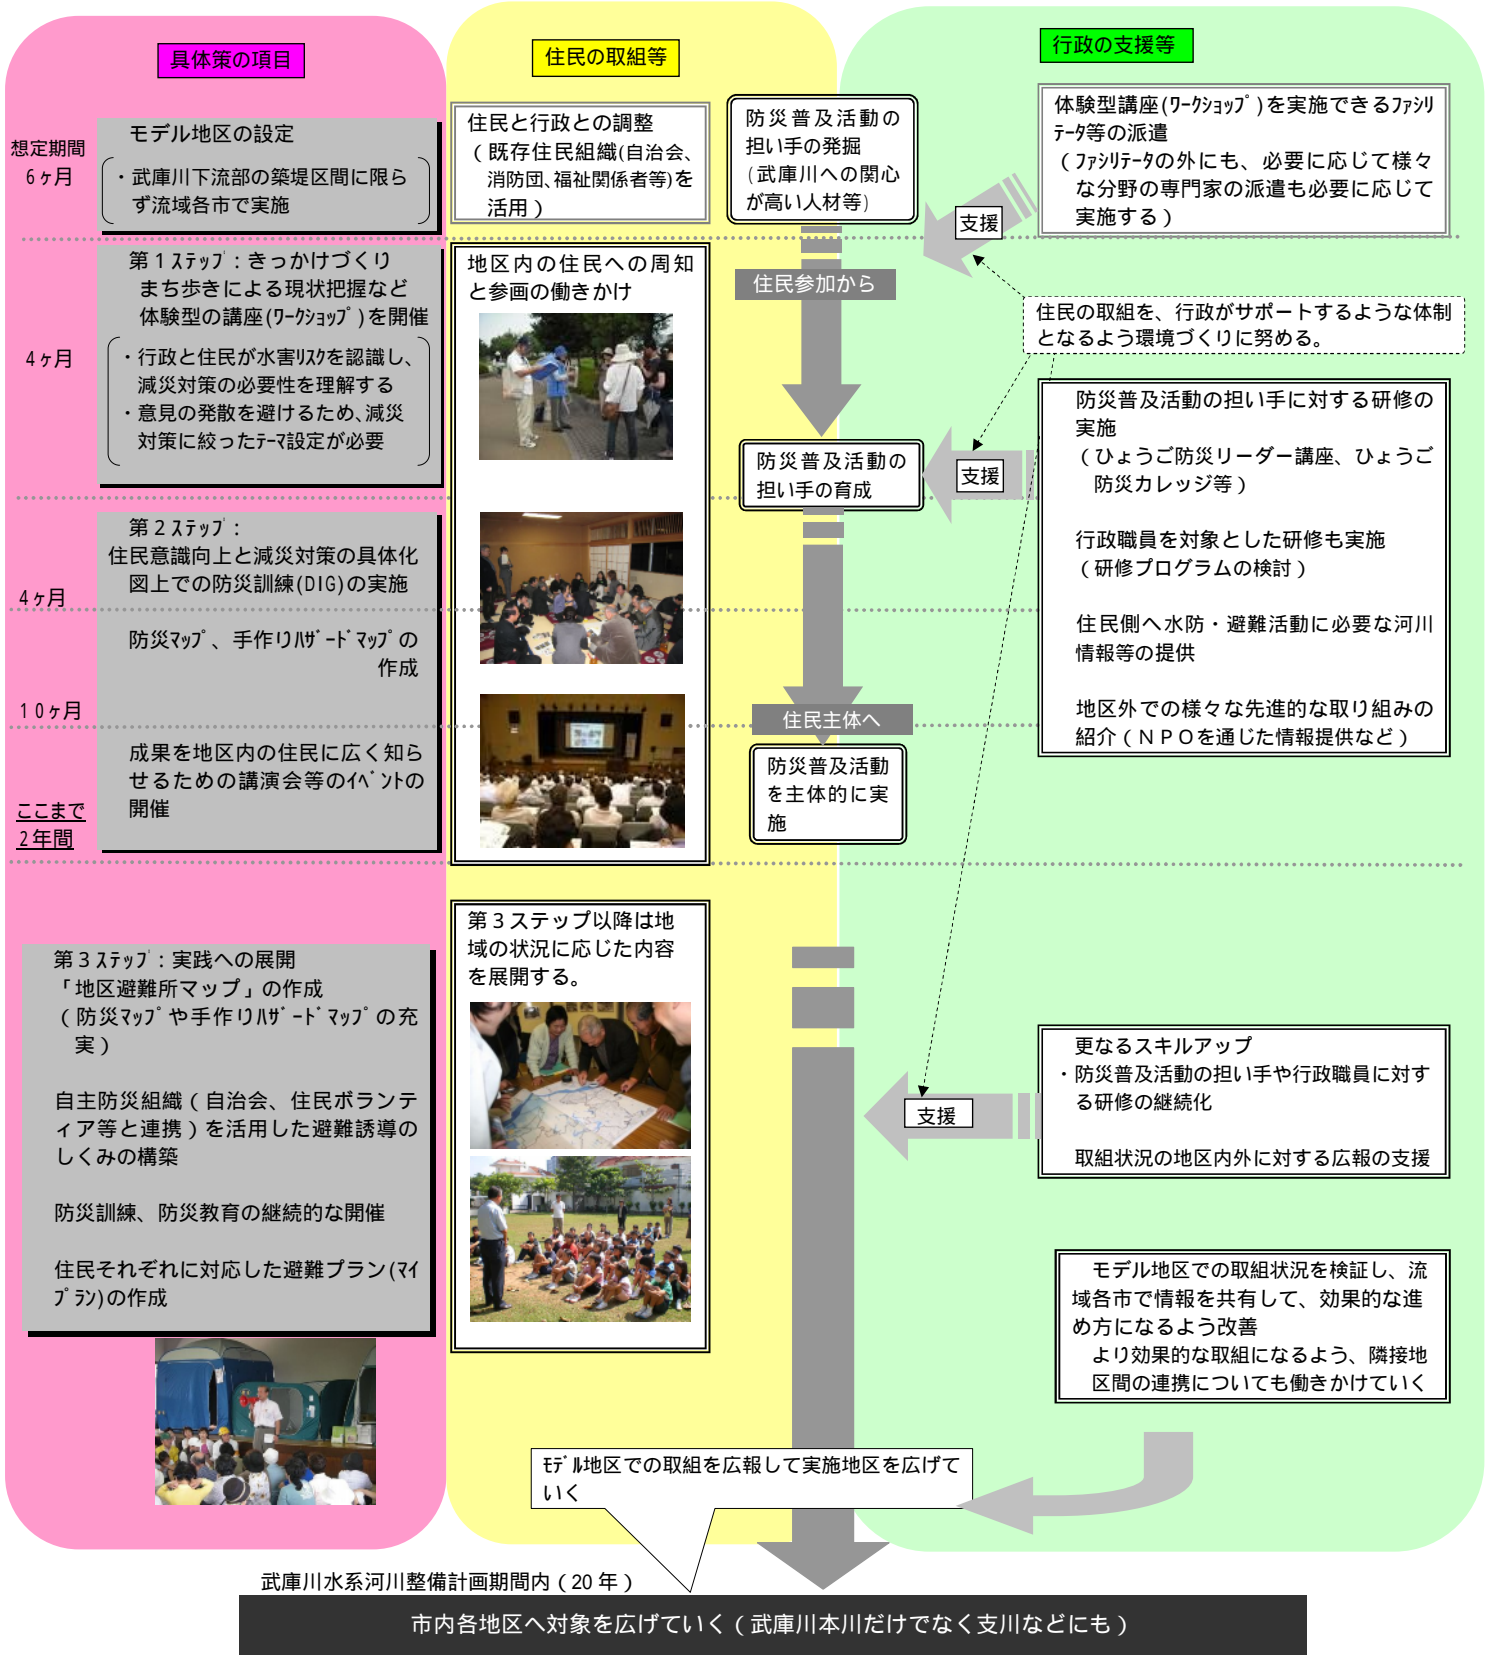 具体策の項目
住民の取組等
行政の支援等
想定期間
6ヶ月
モデル地区の設定
・武庫川下流部の築堤区間に限ら
ず流域各市で実施
住民と行政との調整
(既存住民組織(自治会、
消防団、福祉関係者等)を
活用)
防災普及活動の
担い手の発掘
(武庫川への関心
が高い人材等)
体験型講座(ﾜｰｸｼｮｯﾌﾟ)を実施できるﾌｧｼﾘ
ﾃｰﾀ等の派遣
(ﾌｧｼﾘﾃｰﾀの外にも、必要に応じて様々
な分野の専門家の派遣も必要に応じて
実施する)
支援
4ヶ月
第1ｽﾃｯﾌﾟ:きっかけづくり
まち歩きによる現状把握など
体験型の講座(ﾜｰｸｼｮｯﾌﾟ)を開催
・行政と住民が水害ﾘｽｸを認識し、
減災対策の必要性を理解する
・意見の発散を避けるため、減災
対策に絞ったﾃｰﾏ設定が必要
地区内の住民への周知
と参画の働きかけ
住民参加から
住民の取組を、行政がサポートするような体制
となるよう環境づくりに努める。
防災普及活動の
担い手の育成
支援
防災普及活動の担い手に対する研修の
実施
(ひょうご防災リーダー講座、ひょうご
防災カレッジ等)
行政職員を対象とした研修も実施
(研修プログラムの検討)
住民側へ水防・避難活動に必要な河川
情報等の提供
地区外での様々な先進的な取り組みの
紹介(NPOを通じた情報提供など)
4ヶ月
第2ｽﾃｯﾌﾟ:
住民意識向上と減災対策の具体化
図上での防災訓練(DIG)の実施
10ヶ月
防災ﾏｯﾌﾟ、手作りﾊｻﾞｰﾄﾞﾏｯﾌﾟの
作成
成果を地区内の住民に広く知ら
せるための講演会等のｲﾍﾞﾝﾄの
開催
ここまで
2年間
住民主体へ
防災普及活動
を主体的に実
施
第3ステップ以降は地
域の状況に応じた内容
を展開する。
第3ｽﾃｯﾌﾟ:実践への展開
「地区避難所マップ」の作成
(防災ﾏｯﾌﾟや手作りﾊｻﾞｰﾄﾞﾏｯﾌﾟの充
実)
自主防災組織(自治会、住民ボランテ
ィア等と連携)を活用した避難誘導の
しくみの構築
防災訓練、防災教育の継続的な開催
住民それぞれに対応した避難プラン(ﾏｲ
ﾌﾟﾗﾝ)の作成
支援
更なるスキルアップ
・防災普及活動の担い手や行政職員に対す
る研修の継続化
取組状況の地区内外に対する広報の支援
モデル地区での取組状況を検証し、流
域各市で情報を共有して、効果的な進
め方になるよう改善
より効果的な取組になるよう、隣接地
区間の連携についても働きかけていく
ﾓﾃﾞﾙ地区での取組を広報して実施地区を広げて
いく
武庫川水系河川整備計画期間内(20年)
市内各地区へ対象を広げていく(武庫川本川だけでなく支川などにも)